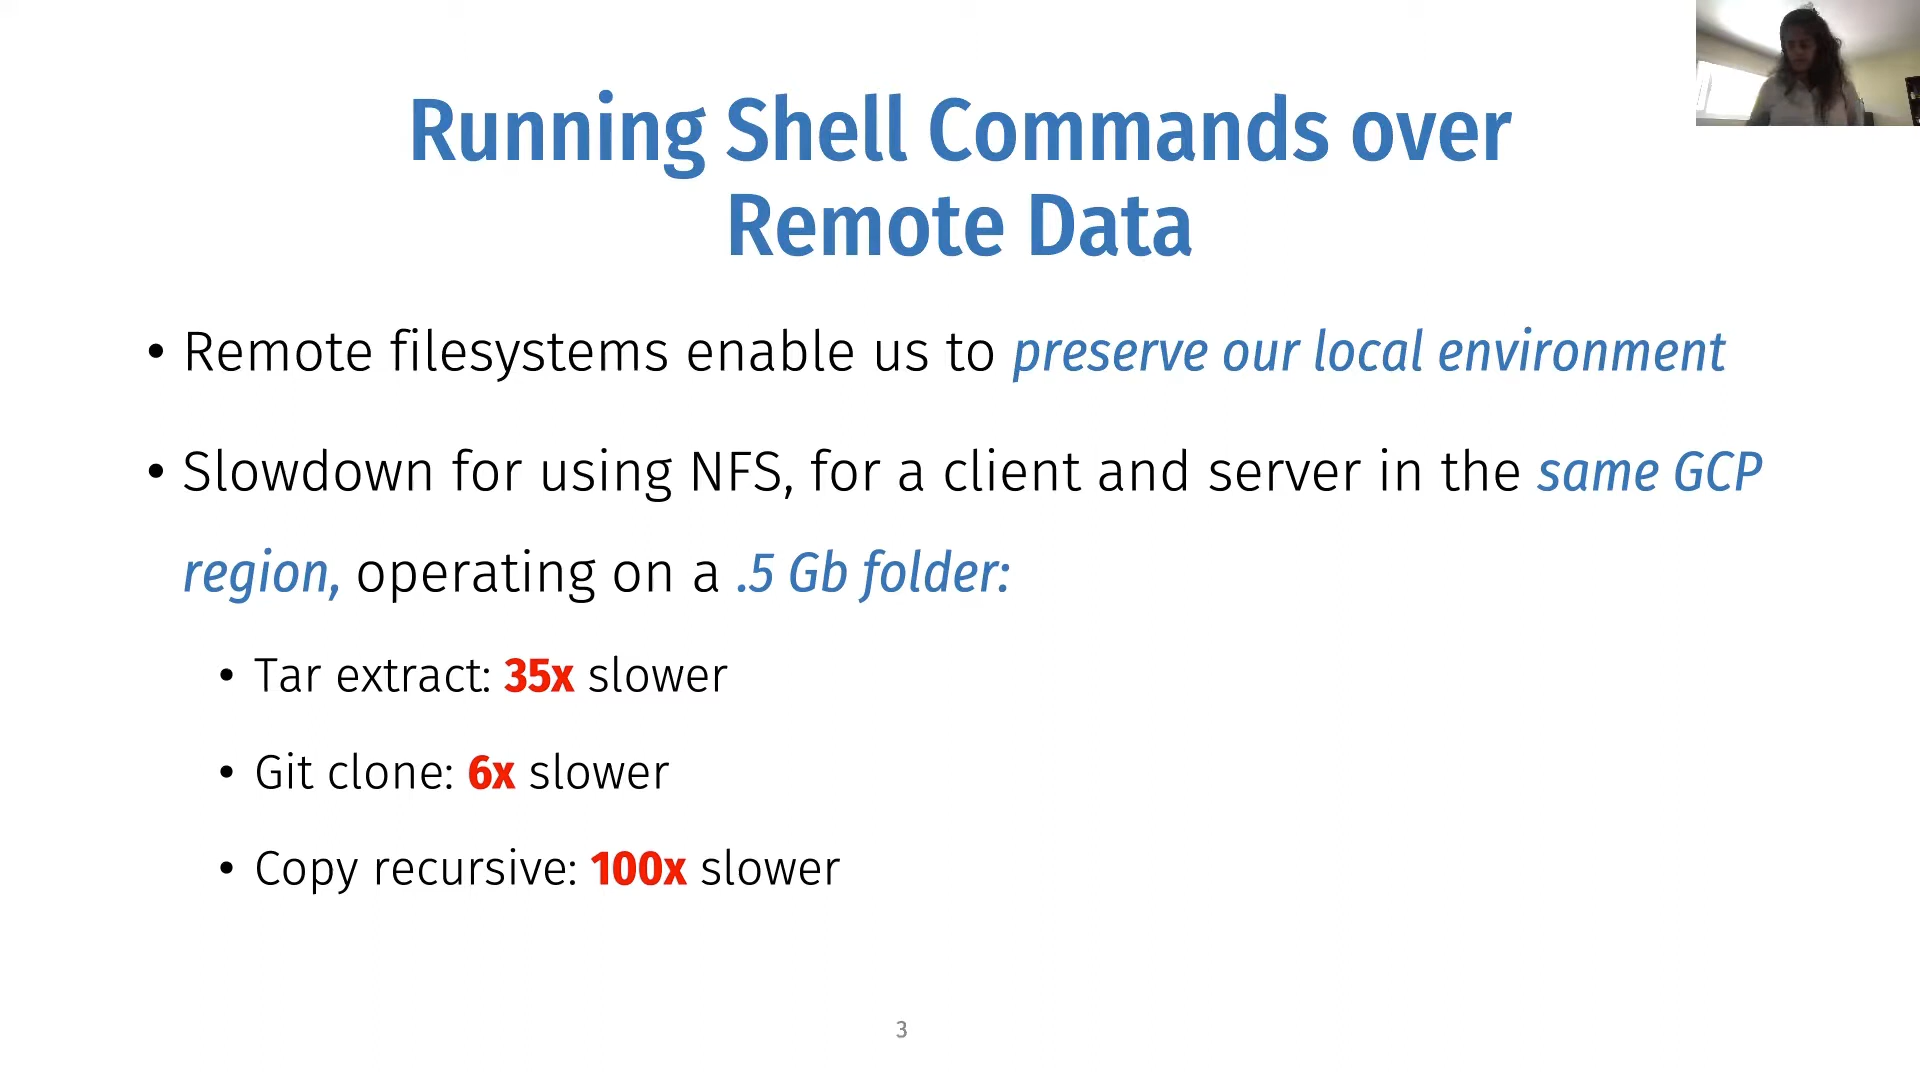 Running Shell Commands over
Remote Data
• Remote filesystems enable us to preserve our local environment
• Slowdown for using NFS, for a client and server in the same GCP
region, operating on a .5 Gb folder:
• Tar extract: 35x slower
• Git clone: 6x slower
• Copy recursive: 100x slower
3